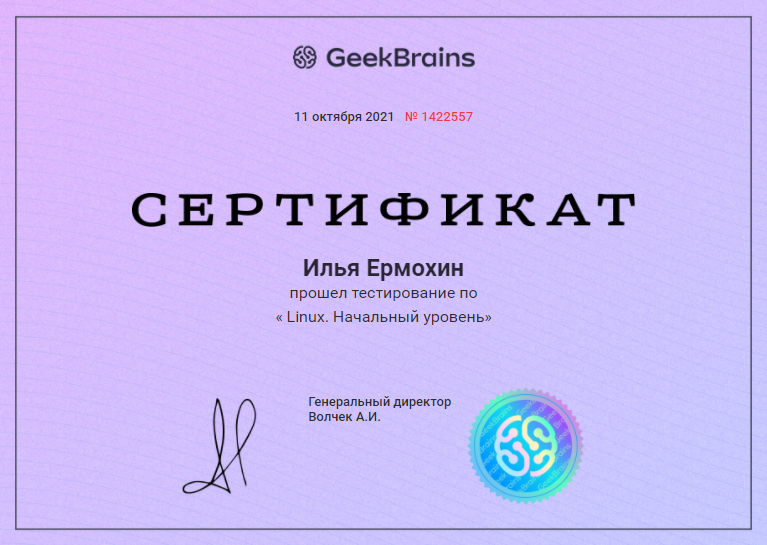 GeekBrains
11 октября 2021 № 1422557
СЕРТИФИКАТ
Илья Ермохин
прошел тестирование по
« Linux. Начальный уровень»
Генеральный директор
Волчек А.И.